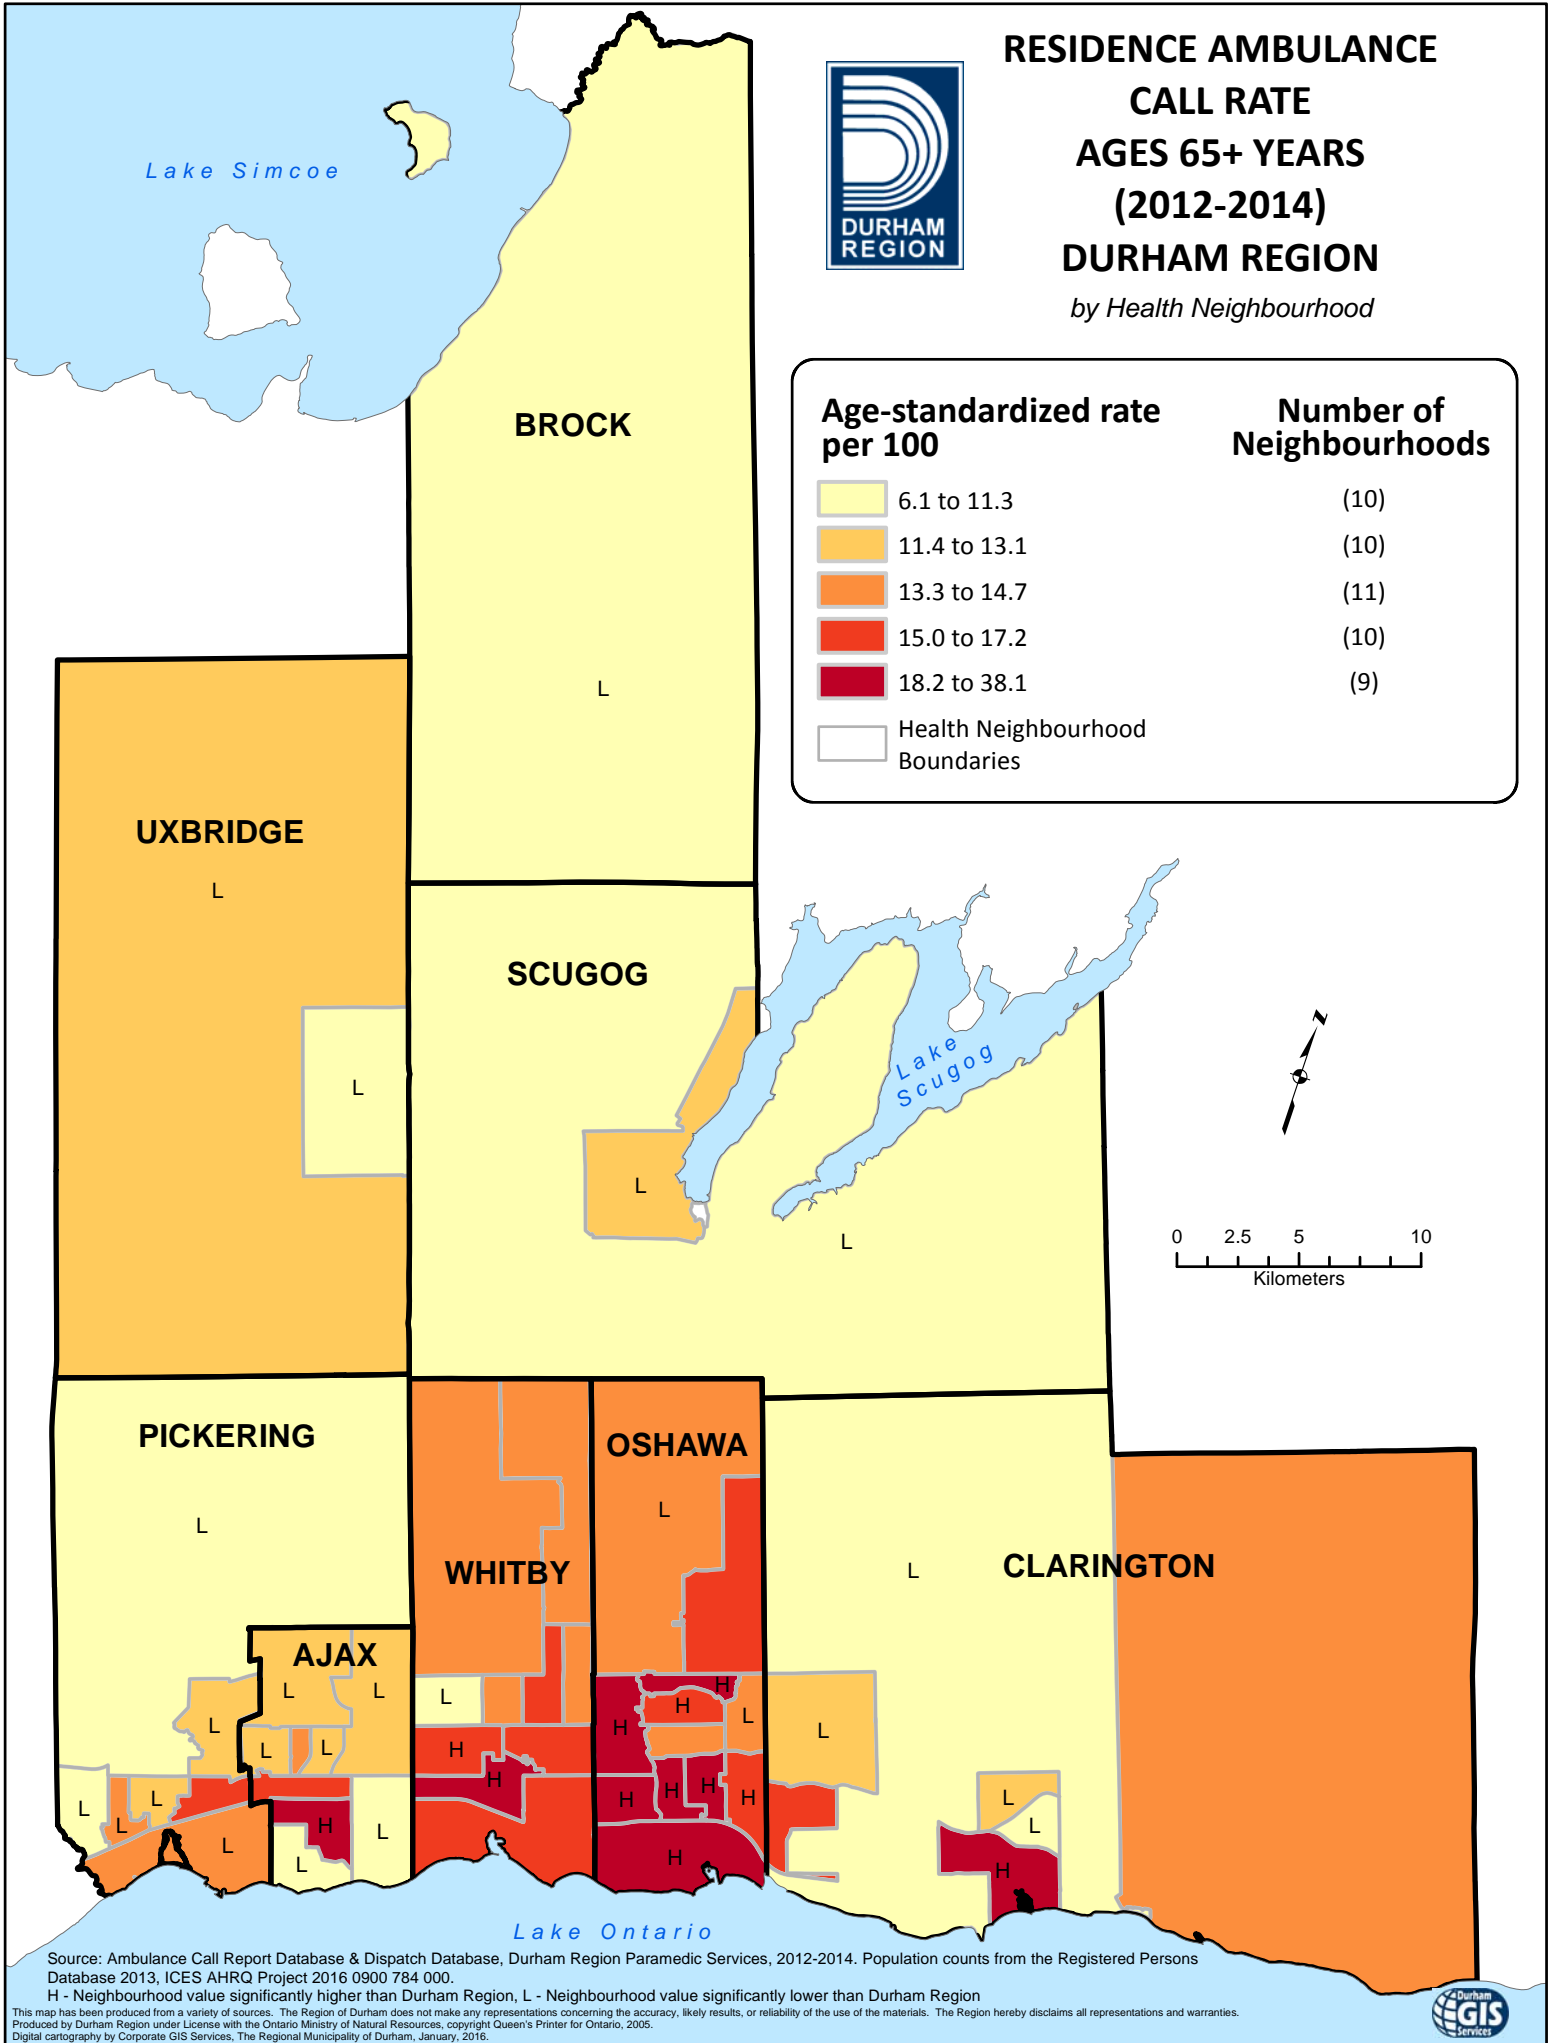 RESIDENCE AMBULANCE
CALL RATE
AGES 65+ YEARS
(2012-2014)
DURHAM REGION
by Health Neighbourhood
DURHAM
REGION
Lake Simcoe
Age-standardized rate
per 100
Number of
Neighbourhoods
6.1 to 11.3 (10)
11.4 to 13.1 (10)
13.3 to 14.7 (11)
15.0 to 17.2 (10)
18.2 to 38.1 (9)
Health Neighbourhood
Boundaries
BROCK
L
UXBRIDGE
L
L
SCUGOG
L
L
Lake
Scugog
N
0 2.5 5 10
Kilometers
PICKERING
L
OSHAWA
L
WHITBY
CLARINGTON
L
AJAX
L
L
L
H
H
L
H
L
L
L
L
H
H
L
L
L
L
H
H
H
H
H
L
L
L
H
L
L
H
H
Lake Ontario
Source: Ambulance Call Report Database & Dispatch Database, Durham Region Paramedic Services, 2012-2014. Population counts from the Registered Persons
Database 2013, ICES AHRQ Project 2016 0900 784 000.
H - Neighbourhood value significantly higher than Durham Region, L - Neighbourhood value significantly lower than Durham Region
This map has been produced from a variety of sources. The Region of Durham does not make any representations concerning the accuracy, likely results, or reliability of the use of the materials. The Region hereby disclaims all representations and warranties.
Produced by Durham Region under License with the Ontario Ministry of Natural Resources, copyright Queen's Printer for Ontario, 2005.
Digital cartography by Corporate GIS Services, The Regional Municipality of Durham, January, 2016.
Durham
GIS
Services